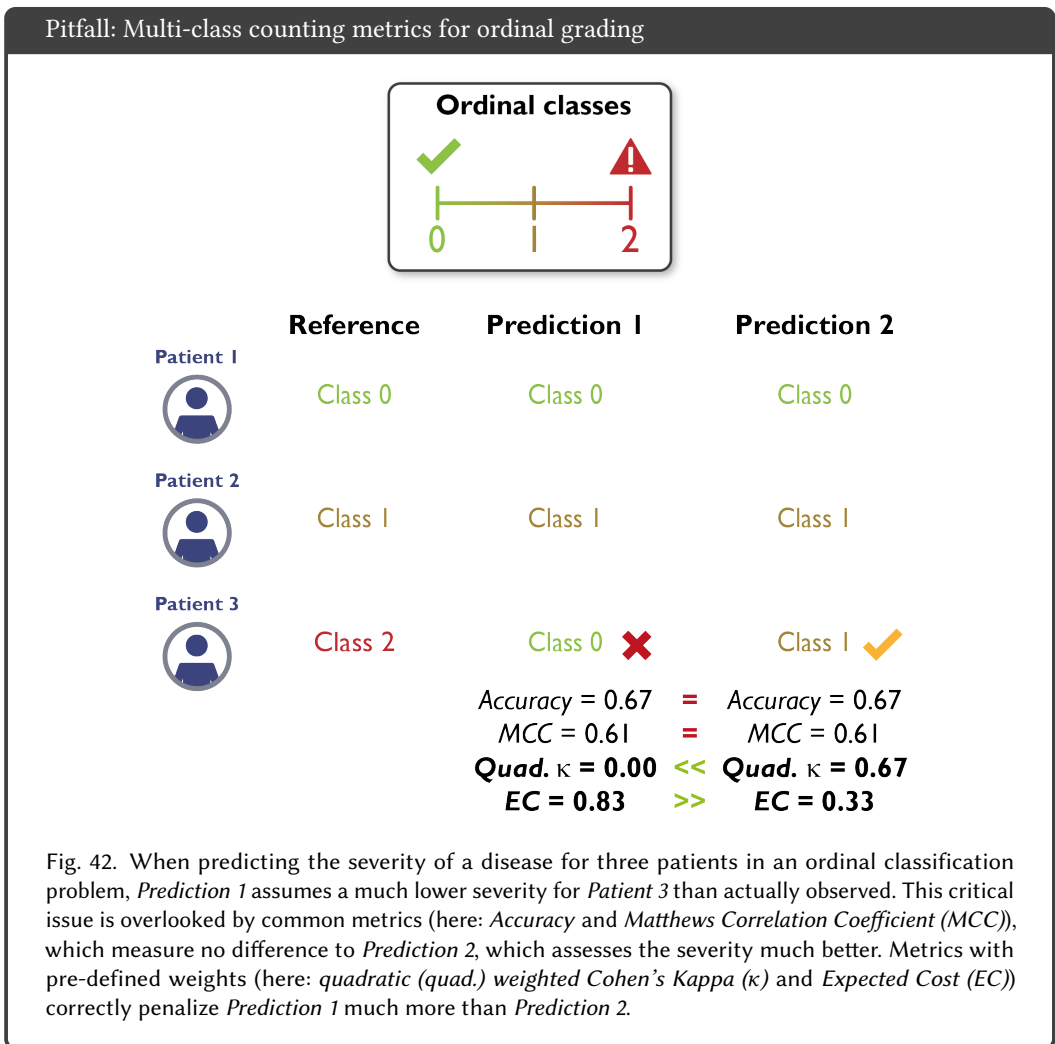 Pitfall: Multi-class counting metrics for ordinal grading
Ordinal classes
0 1 2
Reference Prediction 1 Prediction 2
Patient 1
Class 0 Class 0 Class 0
Patient 2
Class 1 Class 1 Class 1
Patient 3
Class 2 Class 0 Class 1
Accuracy = 0.67 = Accuracy = 0.67
MCC = 0.61 = MCC = 0.61
Quad. κ = 0.00 << Quad. κ = 0.67
EC = 0.83 >> EC = 0.33
Fig. 42. When predicting the severity of a disease for three patients in an ordinal classification
problem, Prediction 1 assumes a much lower severity for Patient 3 than actually observed. This critical
issue is overlooked by common metrics (here: Accuracy and Matthews Correlation Coefficient (MCC)),
which measure no difference to Prediction 2, which assesses the severity much better. Metrics with
pre-defined weights (here: quadratic (quad.) weighted Cohen's Kappa (κ) and Expected Cost (EC))
correctly penalize Prediction 1 much more than Prediction 2.